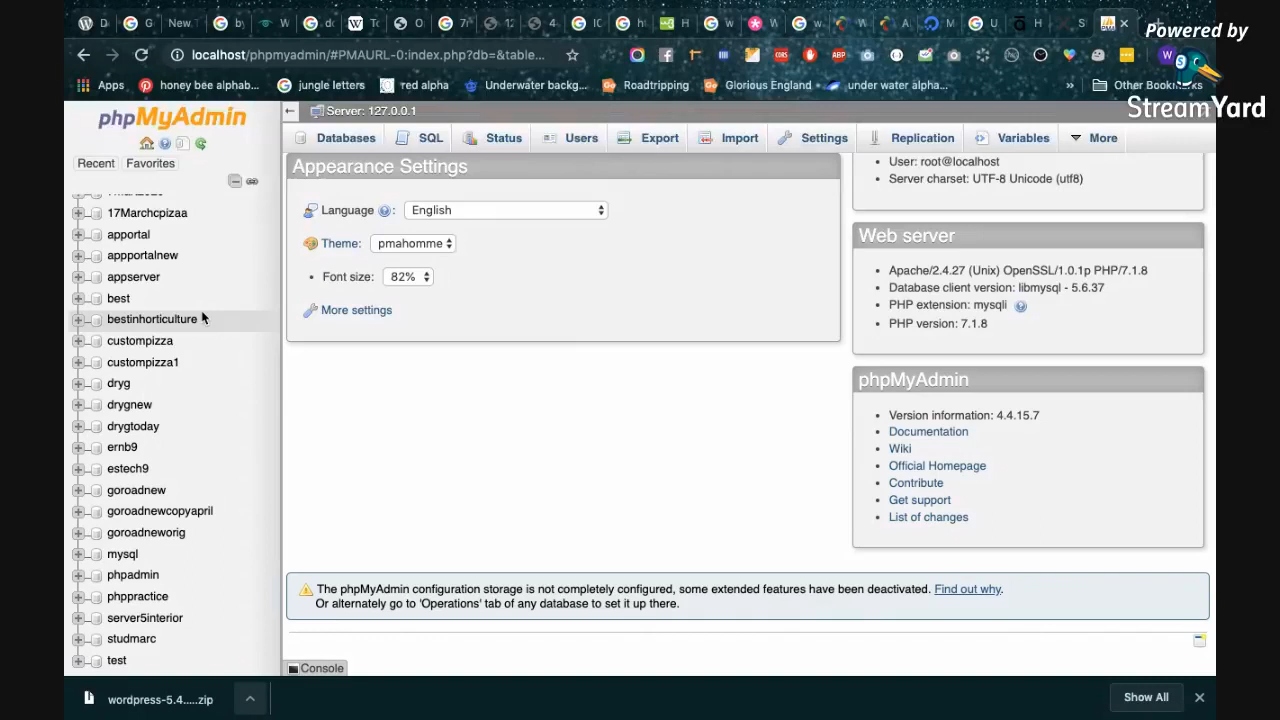 Powered by
StreamYard
localhost/phpmyadmin/#PMAURL-0:index.php?db=&table...
Apps
honey bee alphab...
jungle letters
red alpha
Underwater backg...
Roadtripping
Glorious England
under water alpha...
»
Other Bookmarks
phpMyAdmin
Recent
Favorites
17Marchcpizaa
apportal
appportalnew
appserver
best
bestinhorticulture
custompizza
custompizza1
dryg
drygnew
drygtoday
ernb9
estech9
goroadnew
goroadnewcopyapril
goroadneworig
mysql
phpadmin
phppractice
server5interior
studmarc
test
Server: 127.0.0.1
Databases
SQL
Status
Users
Export
Import
Settings
Replication
Variables
More
Appearance Settings
Language : English
Theme: pmahomme
• Font size: 82%
More settings
• User: root@localhost
• Server charset: UTF-8 Unicode (utf8)
Web server
• Apache/2.4.27 (Unix) OpenSSL/1.0.1p PHP/7.1.8
• Database client version: libmysql - 5.6.37
• PHP extension: mysqli
• PHP version: 7.1.8
phpMyAdmin
• Version information: 4.4.15.7
• Documentation
• Wiki
• Official Homepage
• Contribute
• Get support
• List of changes
The phpMyAdmin configuration storage is not completely configured, some extended features have been deactivated. Find out why.
Or alternately go to 'Operations' tab of any database to set it up there.
Console
wordpress-5.4.....zip
Show All